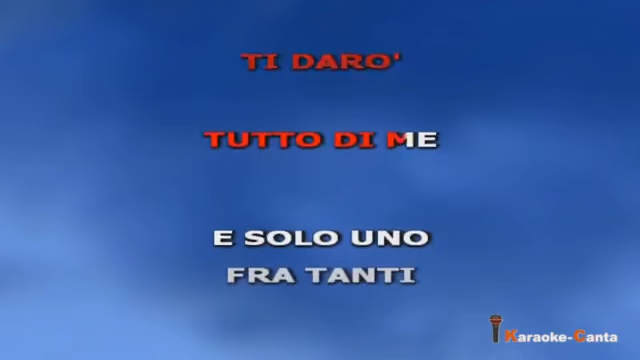 TI DARO'
TUTTO DI ME
E SOLO UNO
FRA TANTI
Karaoke-Canta